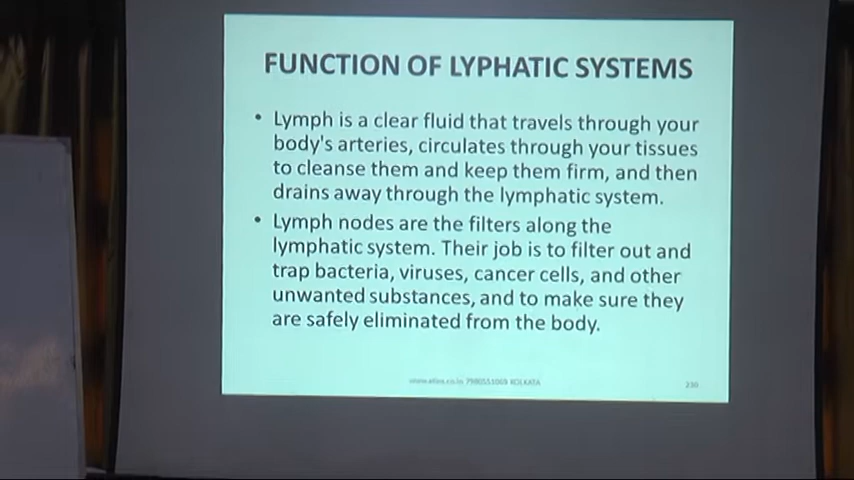 FUNCTION OF LYPHATIC SYSTEMS
• Lymph is a clear fluid that travels through your
body's arteries, circulates through your tissues
to cleanse them and keep them firm, and then
drains away through the lymphatic system.
• Lymph nodes are the filters along the
lymphatic system. Their job is to filter out and
trap bacteria, viruses, cancer cells, and other
unwanted substances, and to make sure they
are safely eliminated from the body.
KOLKATA
230